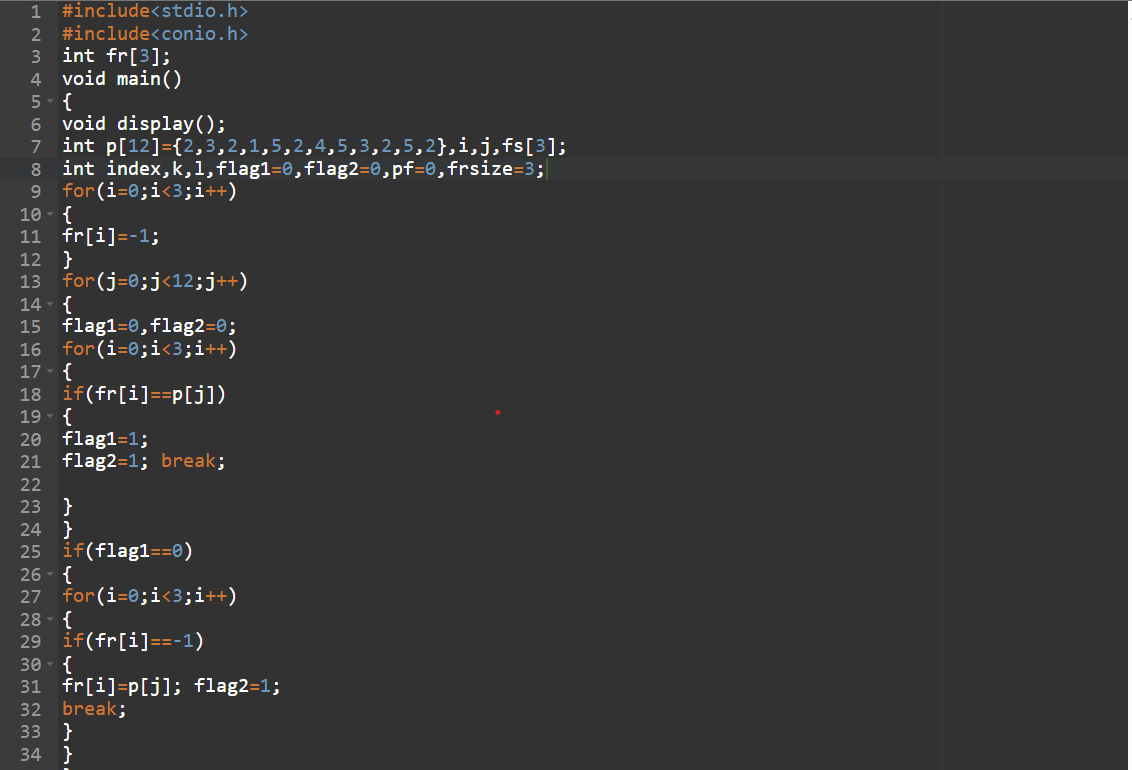 1 #include<stdio.h>
2 #include<conio.h>
3 int fr[3];
4 void main()
5 {
6 void display();
7 int p[12]={2,3,2,1,5,2,4,5,3,2,5,2},i,j,fs[3];
8 int index,k,l,flag1=0,flag2=0,pf=0,frsize=3;
9 for(i=0;i<3;i++)
10 {
11 fr[i]=-1;
12 }
13 for(j=0;j<12;j++)
14 {
15 flag1=0,flag2=0;
16 for(i=0;i<3;i++)
17 {
18 if(fr[i]==p[j])
19 {
20 flag1=1;
21 flag2=1; break;
22
23 }
24 }
25 if(flag1==0)
26 {
27 for(i=0;i<3;i++)
28 {
29 if(fr[i]==-1)
30 {
31 fr[i]=p[j]; flag2=1;
32 break;
33 }
34 }